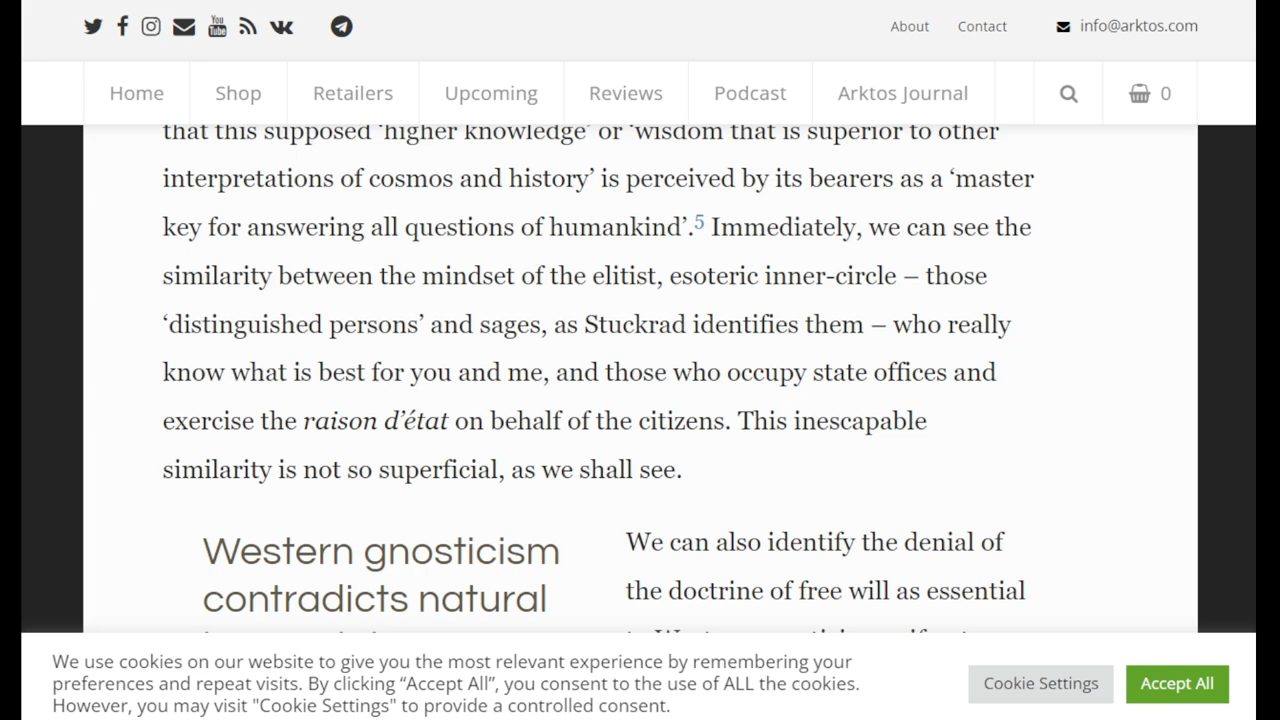 You Tube
About Contact info@arktos.com
Home Shop Retailers Upcoming Reviews Podcast Arktos Journal 0
that this supposed ‘higher knowledge’ or ‘wisdom that is superior to other
interpretations of cosmos and history’ is perceived by its bearers as a ‘master
key for answering all questions of humankind’.5 Immediately, we can see the
similarity between the mindset of the elitist, esoteric inner-circle – those
‘distinguished persons’ and sages, as Stuckrad identifies them – who really
know what is best for you and me, and those who occupy state offices and
exercise the raison d’état on behalf of the citizens. This inescapable
similarity is not so superficial, as we shall see.
Western gnosticism
contradicts natural
We can also identify the denial of
the doctrine of free will as essential
We use cookies on our website to give you the most relevant experience by remembering your
preferences and repeat visits. By clicking “Accept All”, you consent to the use of ALL the cookies.
However, you may visit "Cookie Settings" to provide a controlled consent.
Cookie Settings Accept All